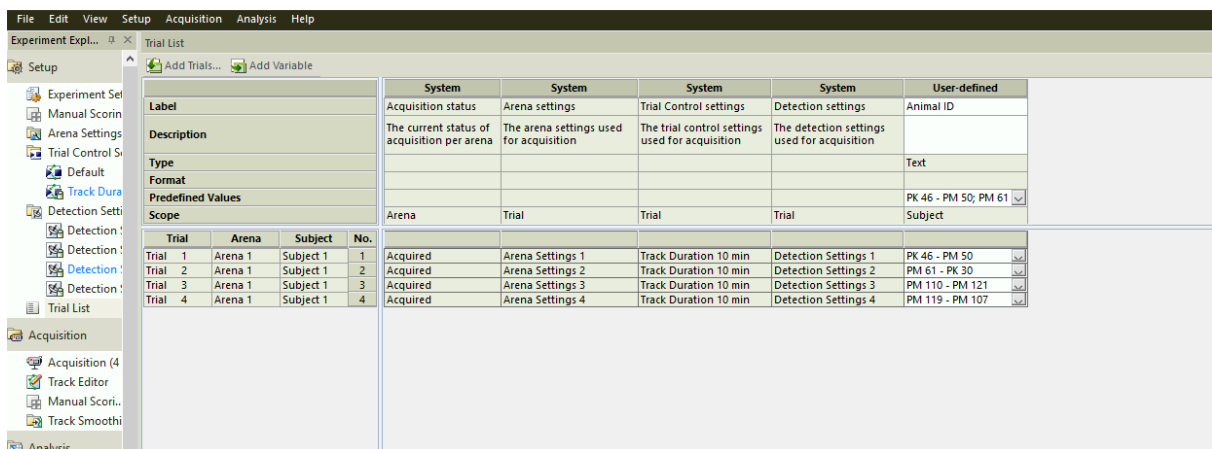 File Edit View Setup Acquisition Analysis Help
Experiment Expl...
Trial List
Setup
Add Trials... Add Variable
Experiment Set
Manual Scorin
Arena Settings
Trial Control Se
Default
Track Dura
Detection Setti
Detection S
Detection S
Detection S
Detection S
Trial List
Acquisition
Acquisition (4
Track Editor
Manual Scori..
Track Smoothi
Analysis
System System System System User-defined
Label Acquisition status Arena settings Trial Control settings Detection settings Animal ID
Description The current status of acquisition per arena The arena settings used for acquisition The trial control settings used for acquisition The detection settings used for acquisition
Type Text
Format
Predefined Values PK 46 - PM 50; PM 61
Scope Arena Trial Trial Trial Subject
Trial Arena Subject No.
Trial 1 Arena 1 Subject 1 1 Acquired Arena Settings 1 Track Duration 10 min Detection Settings 1 PK 46 - PM 50
Trial 2 Arena 1 Subject 1 2 Acquired Arena Settings 2 Track Duration 10 min Detection Settings 2 PM 61 - PK 30
Trial 3 Arena 1 Subject 1 3 Acquired Arena Settings 3 Track Duration 10 min Detection Settings 3 PM 110 - PM 121
Trial 4 Arena 1 Subject 1 4 Acquired Arena Settings 4 Track Duration 10 min Detection Settings 4 PM 119 - PM 107